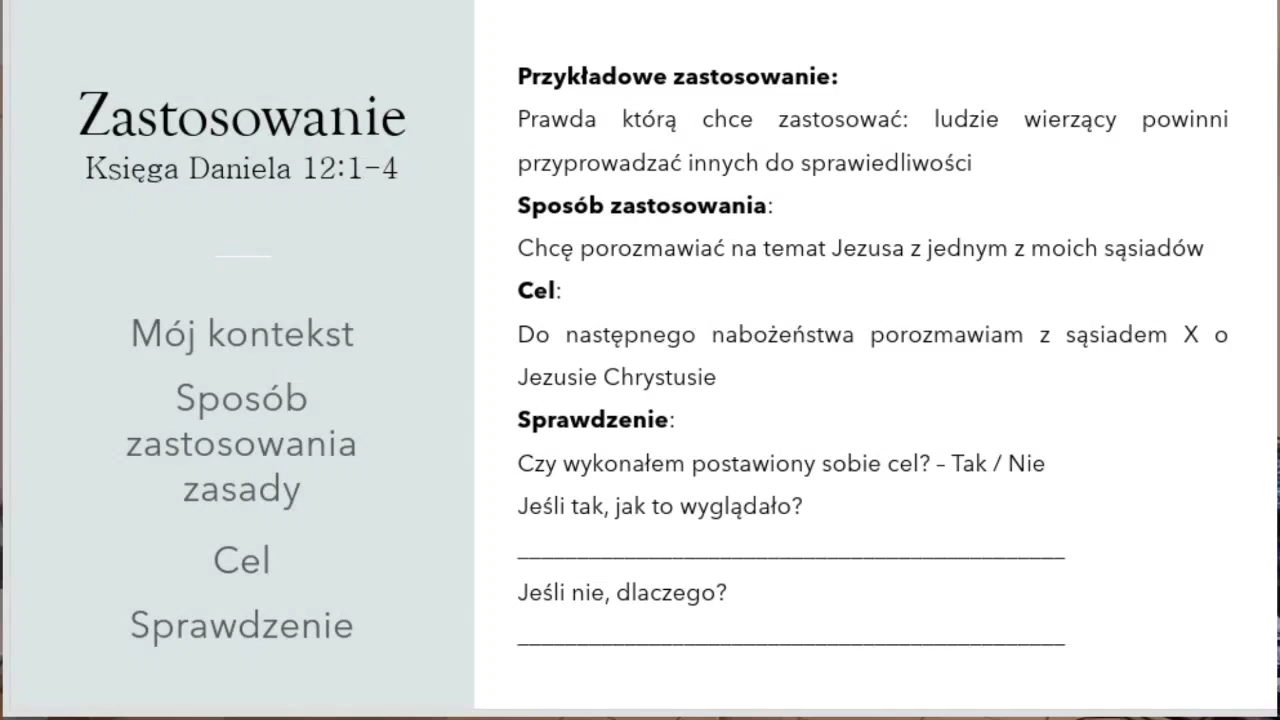 Zastosowanie
Księga Daniela 12:1-4
Mój kontekst
Sposób
zastosowania
zasady
Cel
Sprawdzenie
Przykładowe zastosowanie:
Prawda którą chce zastosować: ludzie wierzący powinni
przyprowadzać innych do sprawiedliwości
Sposób zastosowania:
Chcę porozmawiać na temat Jezusa z jednym z moich sąsiadów
Cel:
Do następnego nabożeństwa porozmawiam z sąsiadem X o
Jezusie Chrystusie
Sprawdzenie:
Czy wykonałem postawiony sobie cel? – Tak / Nie
Jeśli tak, jak to wyglądało?
______________________________________________
Jeśli nie, dlaczego?
______________________________________________